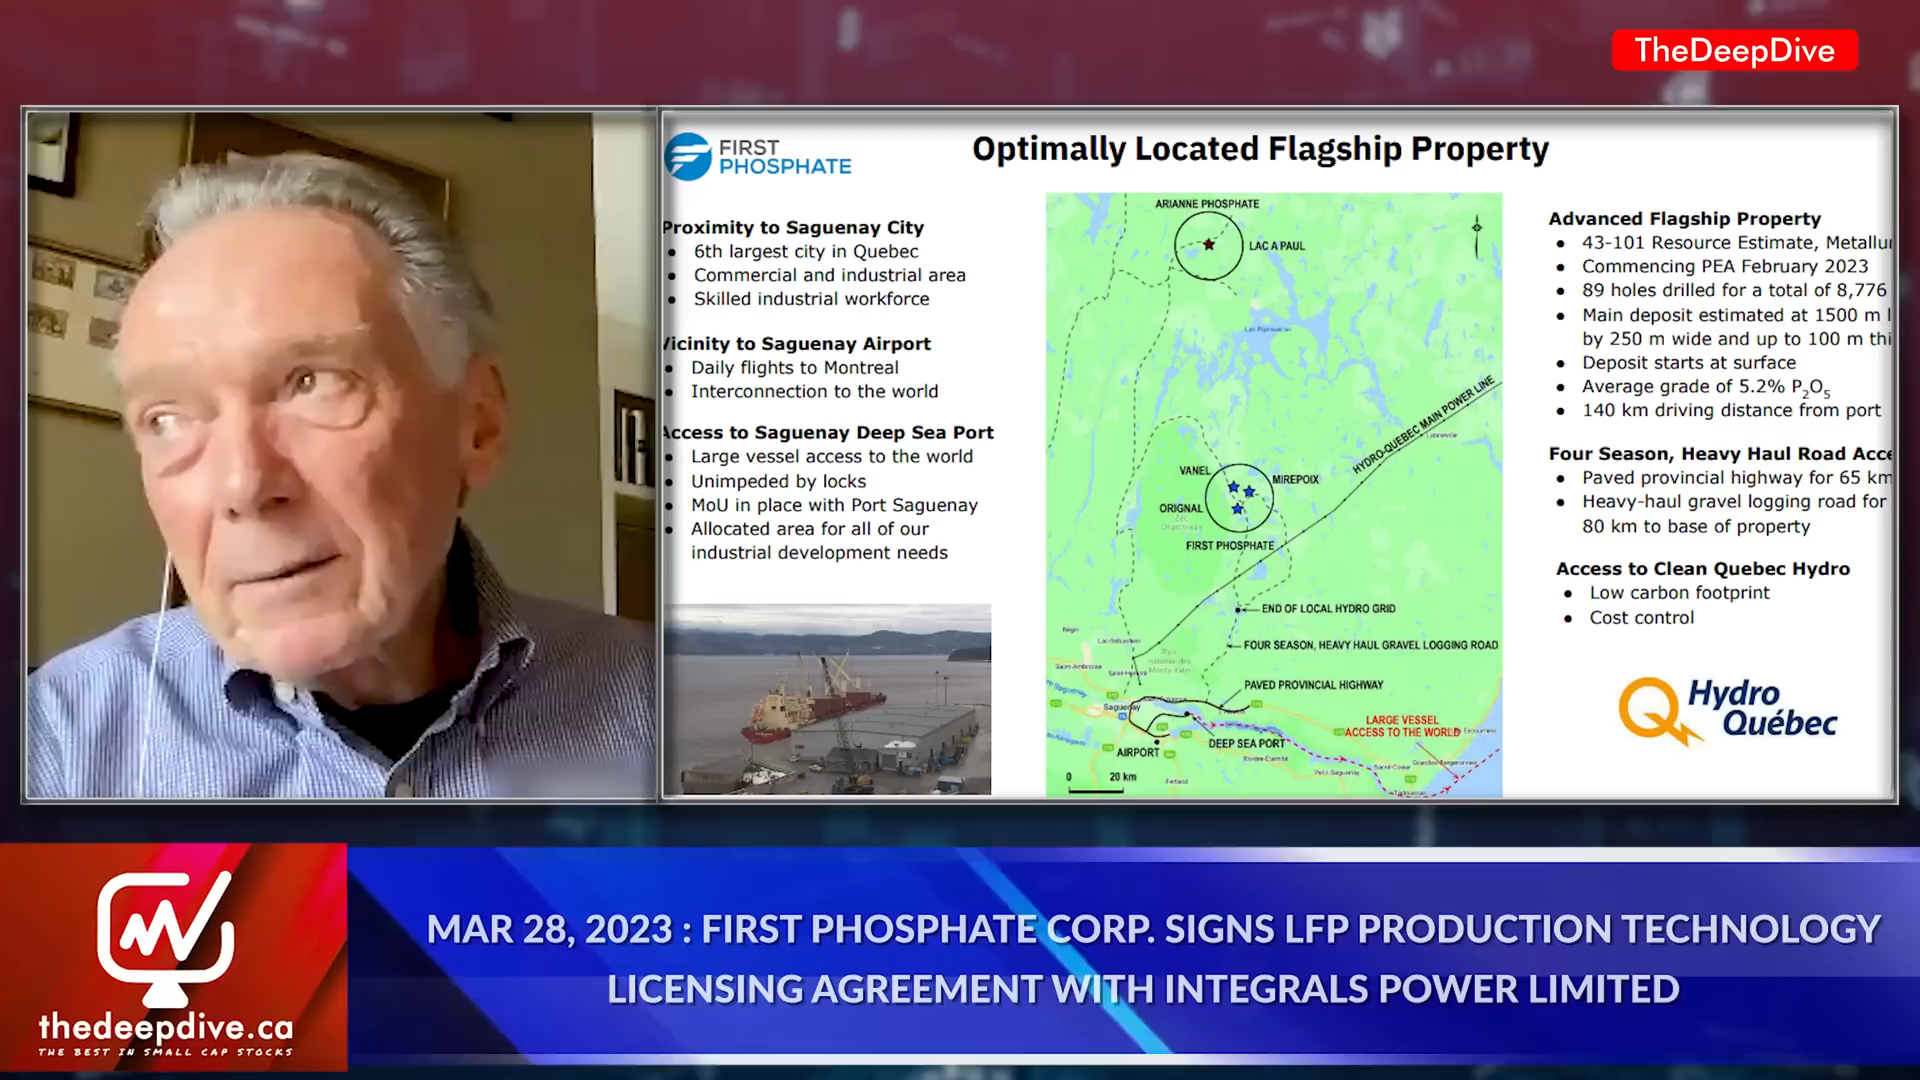 TheDeepDive
FIRST
PHOSPHATE
Optimally Located Flagship Property
Proximity to Saguenay City
6th largest city in Quebec
Commercial and industrial area
Skilled industrial workforce
Vicinity to Saguenay Airport
Daily flights to Montreal
Interconnection to the world
Access to Saguenay Deep Sea Port
Large vessel access to the world
Unimpeded by locks
MoU in place with Port Saguenay
Allocated area for all of our
industrial development needs
ARIANNE PHOSPHATE
LAC A PAUL
HYDRO-QUEBEC MAIN POWER LINE
VANEL
MIREPOIX
ORIGNAL
FIRST PHOSPHATE
END OF LOCAL HYDRO GRID
FOUR SEASON, HEAVY HAUL GRAVEL LOGGING ROAD
PAVED PROVINCIAL HIGHWAY
Saguenay
LARGE VESSEL
ACCESS TO THE WORLD
DEEP SEA PORT
AIRPORT
0 20 km
Advanced Flagship Property
43-101 Resource Estimate, Metallu
Commencing PEA February 2023
89 holes drilled for a total of 8,776
Main deposit estimated at 1500 m l
by 250 m wide and up to 100 m thi
Deposit starts at surface
Average grade of 5.2% P₂O₅
140 km driving distance from port
Four Season, Heavy Haul Road Acce
Paved provincial highway for 65 km
Heavy-haul gravel logging road for
80 km to base of property
Access to Clean Quebec Hydro
Low carbon footprint
Cost control
Hydro
Québec
thedeepdive.ca
THE BEST IN SMALL CAP STOCKS
MAR 28, 2023 : FIRST PHOSPHATE CORP. SIGNS LFP PRODUCTION TECHNOLOGY
LICENSING AGREEMENT WITH INTEGRALS POWER LIMITED